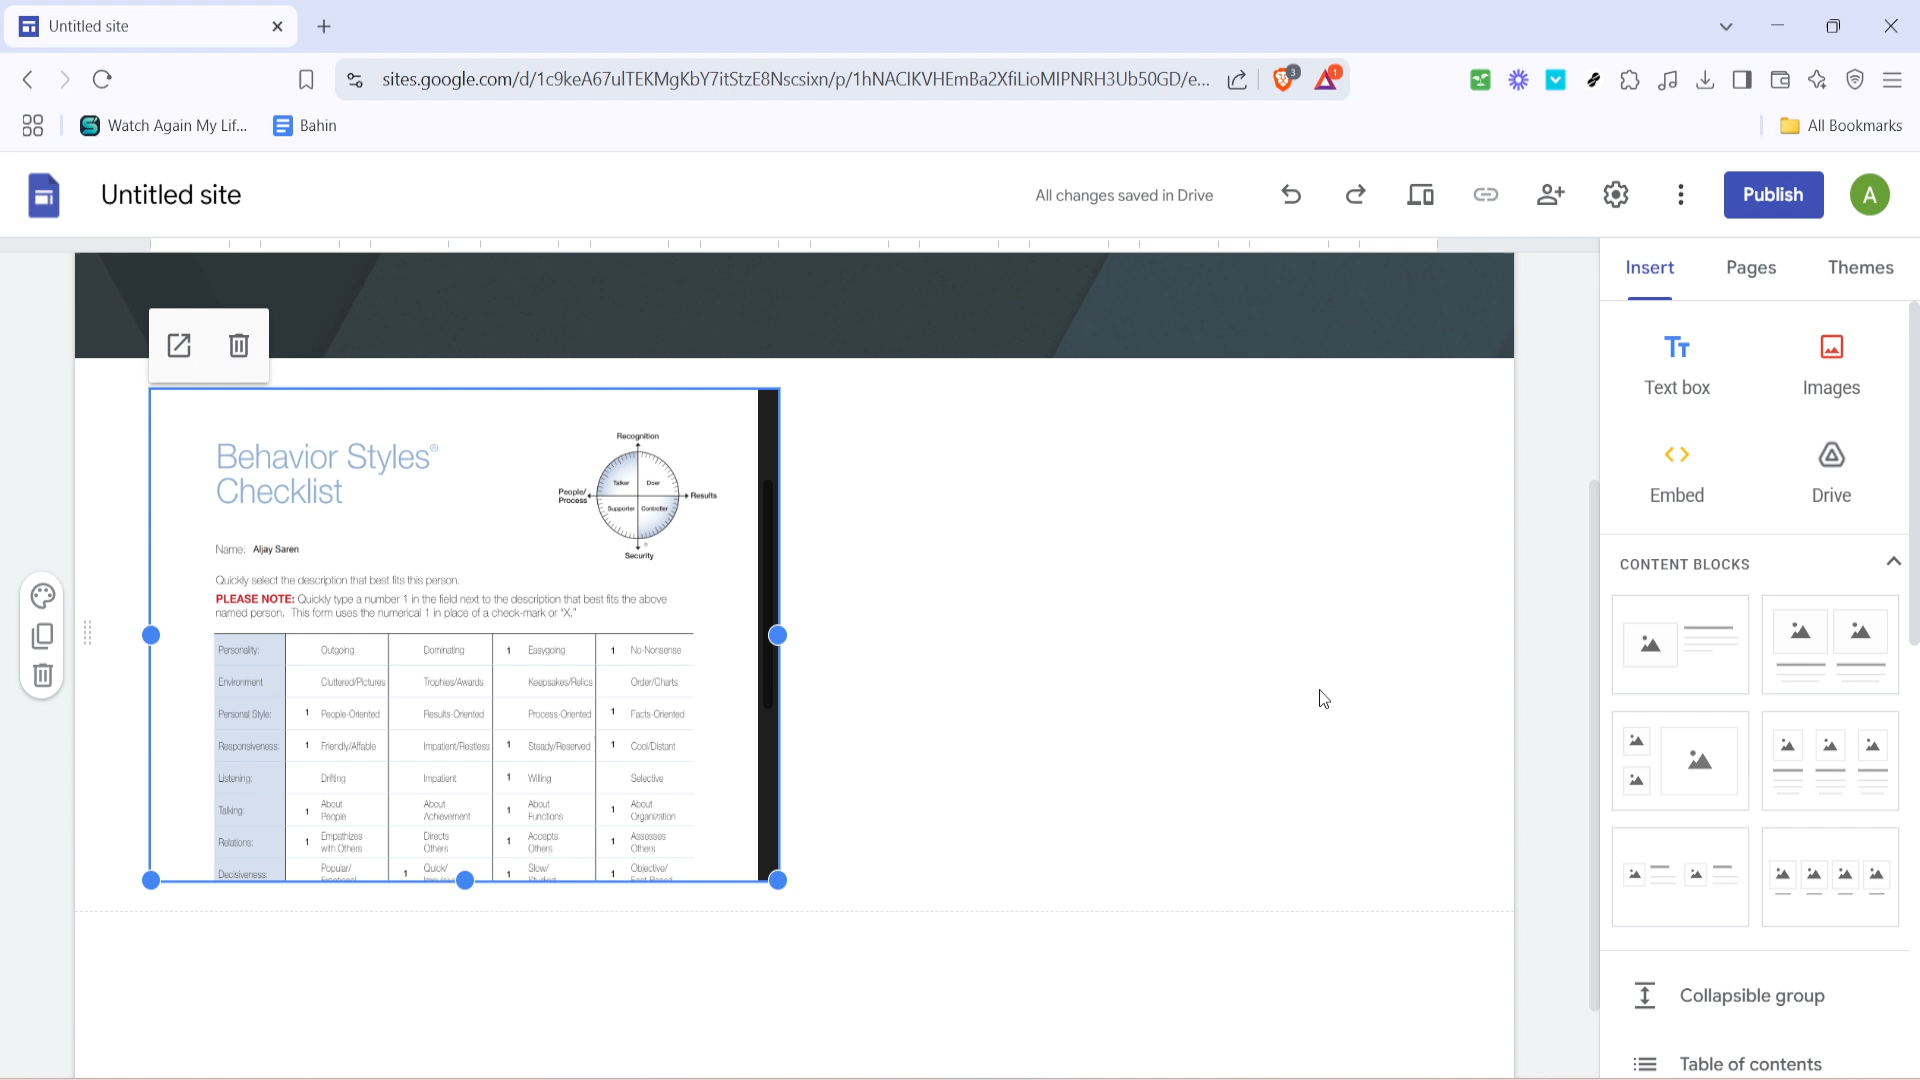 Untitled site
sites.google.com/d/1c9keA67ulTEKMgKbY7itStzE8Nscsixn/p/1hNAClKVHEmBa2XfiLioMIPNRH3Ub50GD/e...
3
1
Watch Again My Lif...
Bahin
All Bookmarks
Untitled site
All changes saved in Drive
Publish
A
Insert
Pages
Themes
Text box
Images
Embed
Drive
CONTENT BLOCKS
Collapsible group
Table of contents
Behavior Styles®
Checklist
Recognition
Talker
Doer
People/
Process
Results
Supporter
Controller
Security
Name: Aljay Saren
Quickly select the description that best fits this person.
PLEASE NOTE: Quickly type a number 1 in the field next to the description that best fits the above
named person. This form uses the numerical 1 in place of a check-mark or "X."
Personality: Outgoing Dominating 1 Easygoing 1 No-Nonsense
Environment Cluttered/Pictures Trophies/Awards Keepsakes/Relics Order/Charts
Personal Style: 1 People-Oriented Results-Oriented Process-Oriented 1 Facts-Oriented
Responsiveness: 1 Friendly/Affable Impatient/Restless 1 Steady/Reserved 1 Cool/Distant
Listening: Drifting Impatient 1 Willing Selective
Talking: 1 About People About Achievement 1 About Functions 1 About Organization
Relations: 1 Empathizes with Others Directs Others 1 Accepts Others 1 Assesses Others
Decisiveness: Popular/ 1 Quick/ 1 Slow/ 1 Objective/